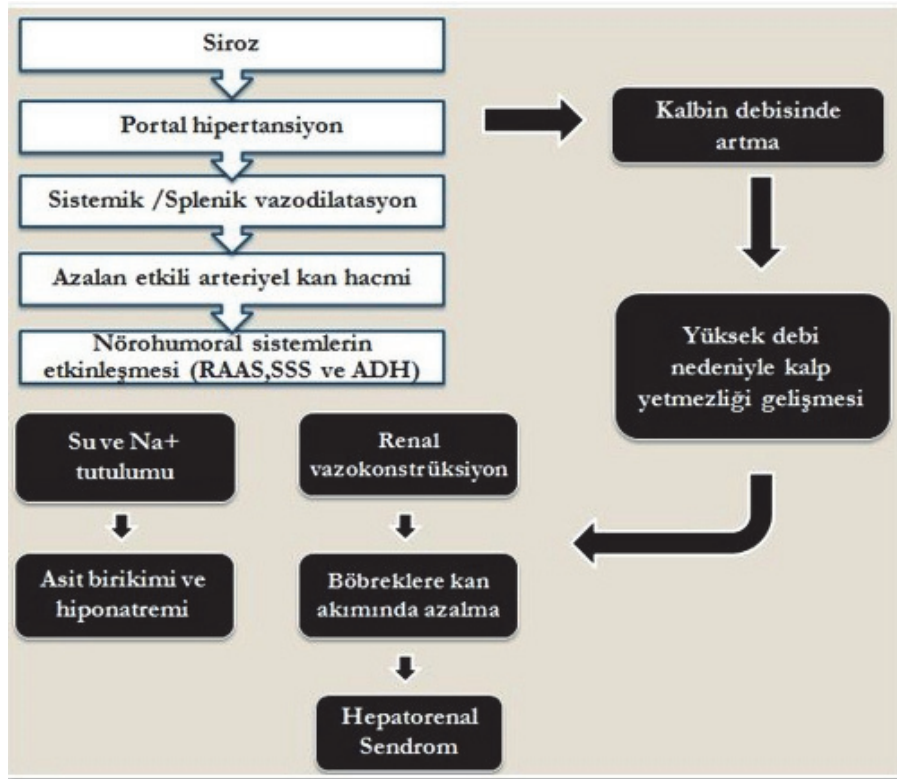 Siroz
Portal hipertansiyon
Sistemik /Splenik vazodilatasyon
Azalan etkili arteriyel kan hacmi
Nörohumoral sistemlerin
etkinleşmesi (RAAS,SSS ve ADH)
Kalbin debisinde
artma
Yüksek debi
nedeniyle kalp
yetmezliği gelişmesi
Su ve Na+
tutulumu
Asit birikimi ve
hiponatremi
Renal
vazokonstrüksiyon
Böbreklere kan
akımında azalma
Hepatorenal
Sendrom